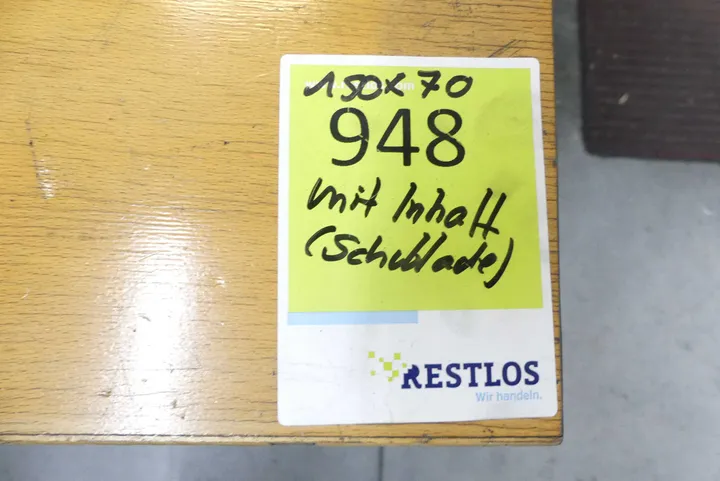 150x70
948
mit Inhalt
(Schublade)
RESTLOS
Wir handeln.